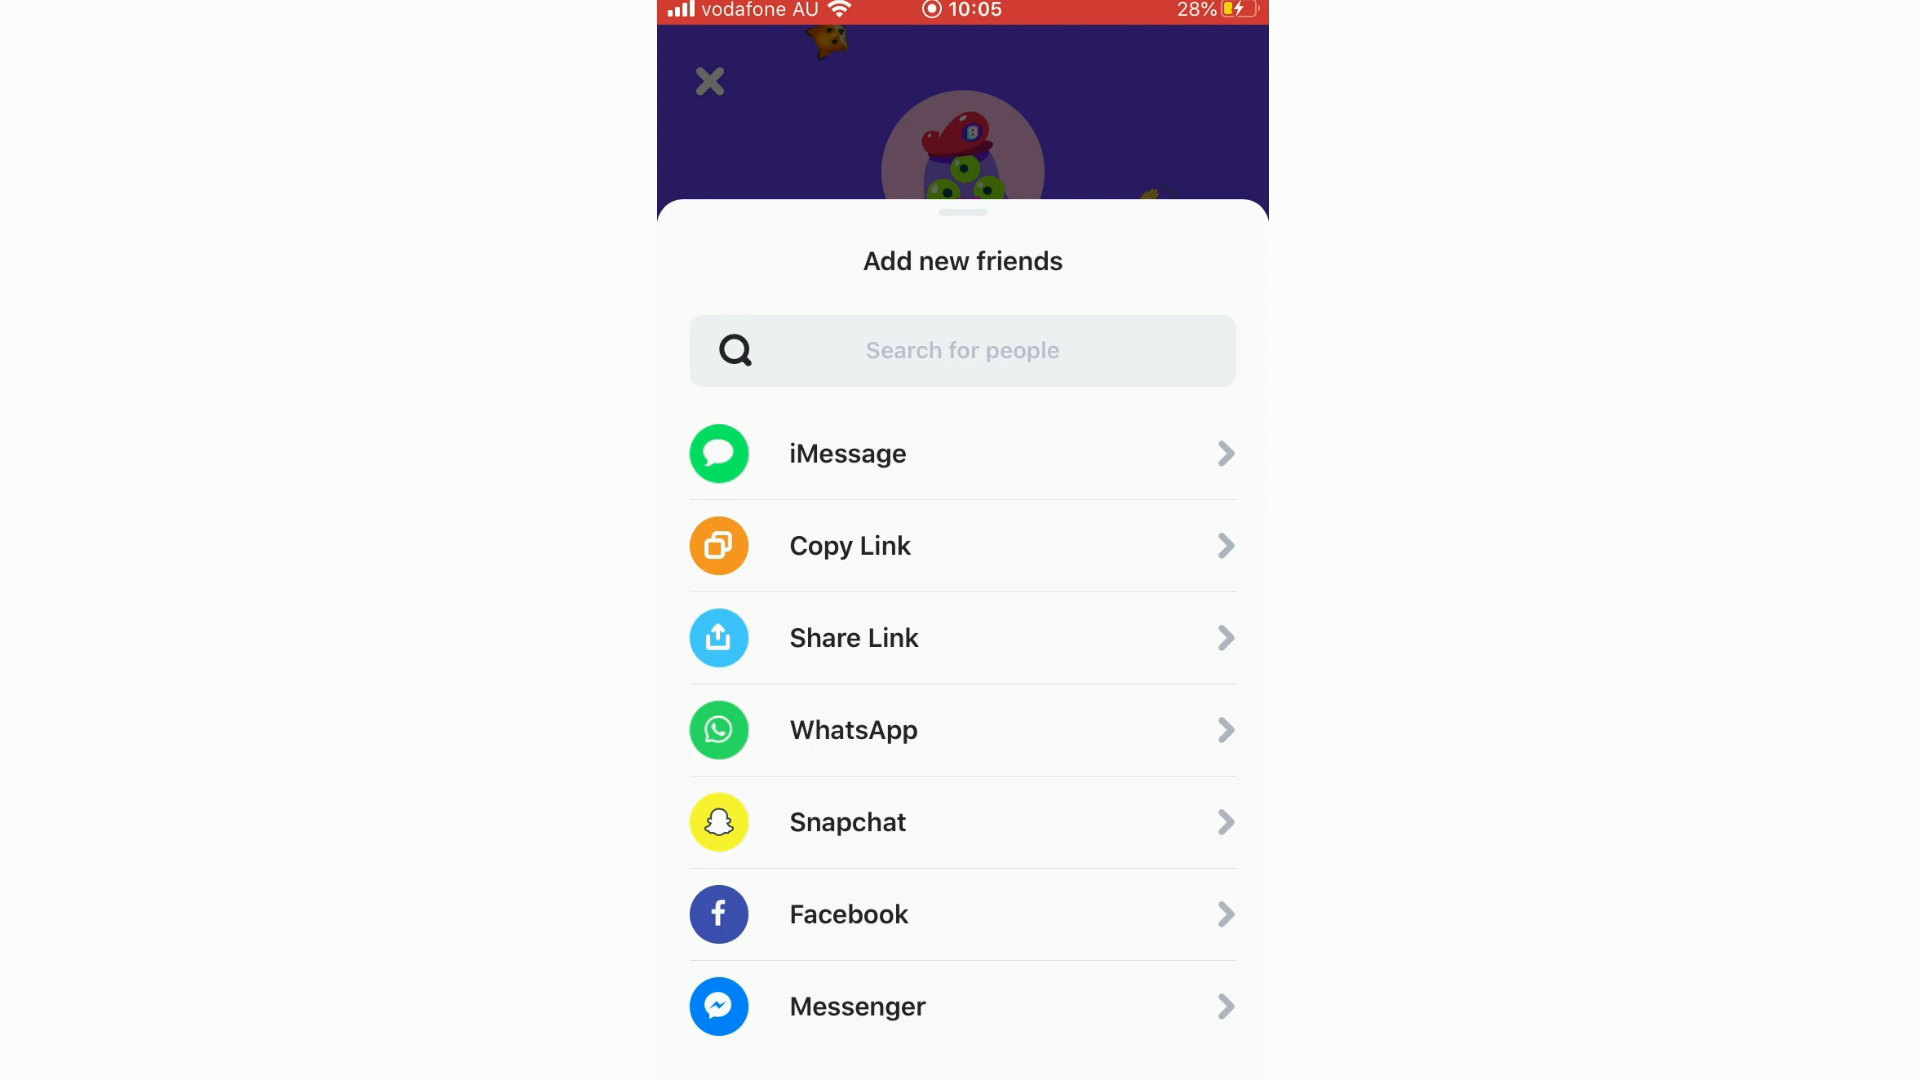 vodafone AU 10:05 28%
B
Add new friends
Search for people
iMessage
Copy Link
Share Link
WhatsApp
Snapchat
Facebook
Messenger